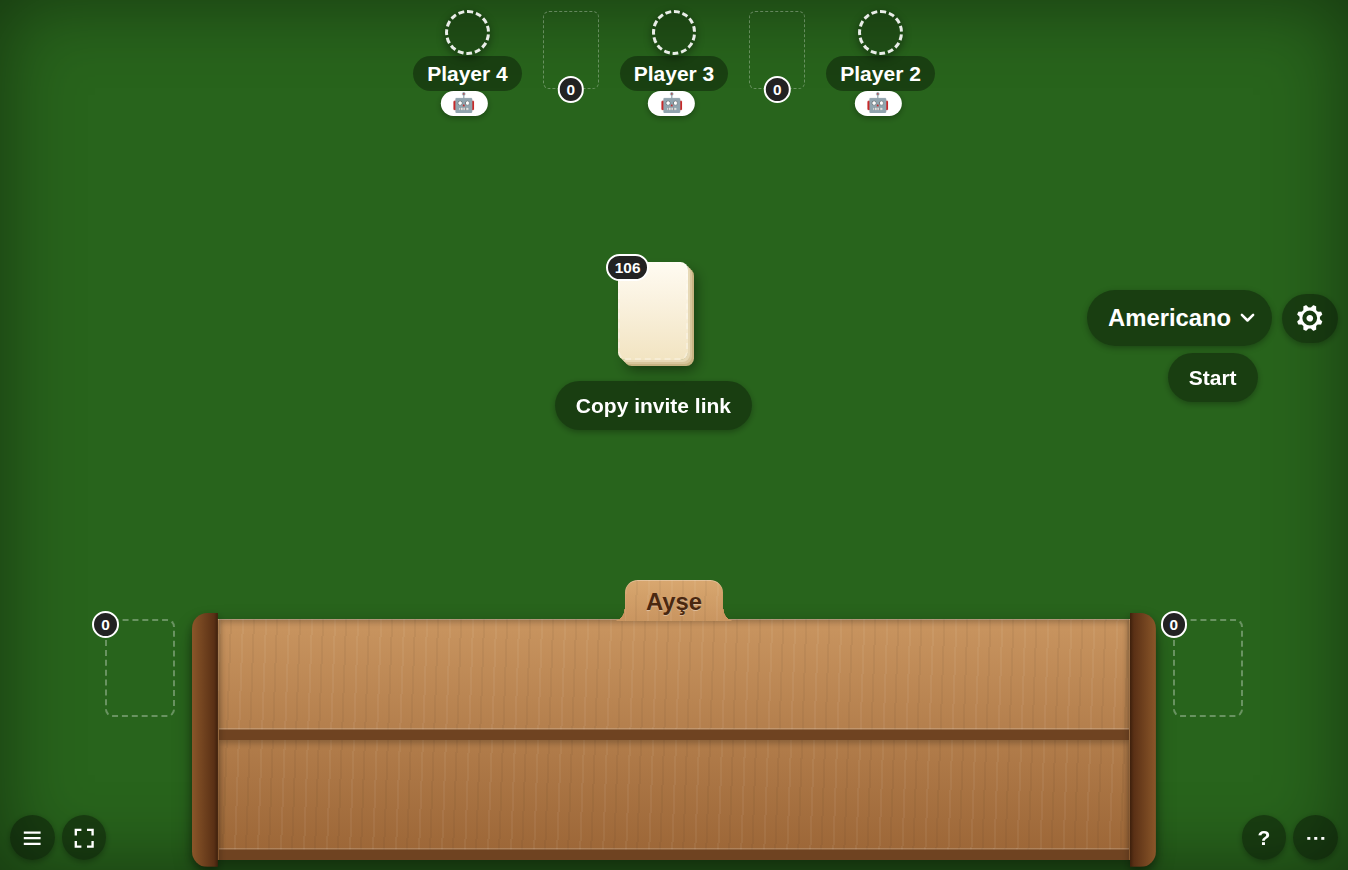 Player 4
0
Player 3
0
Player 2
106
Americano
Start
Copy invite link
Ayşe
0
0
?